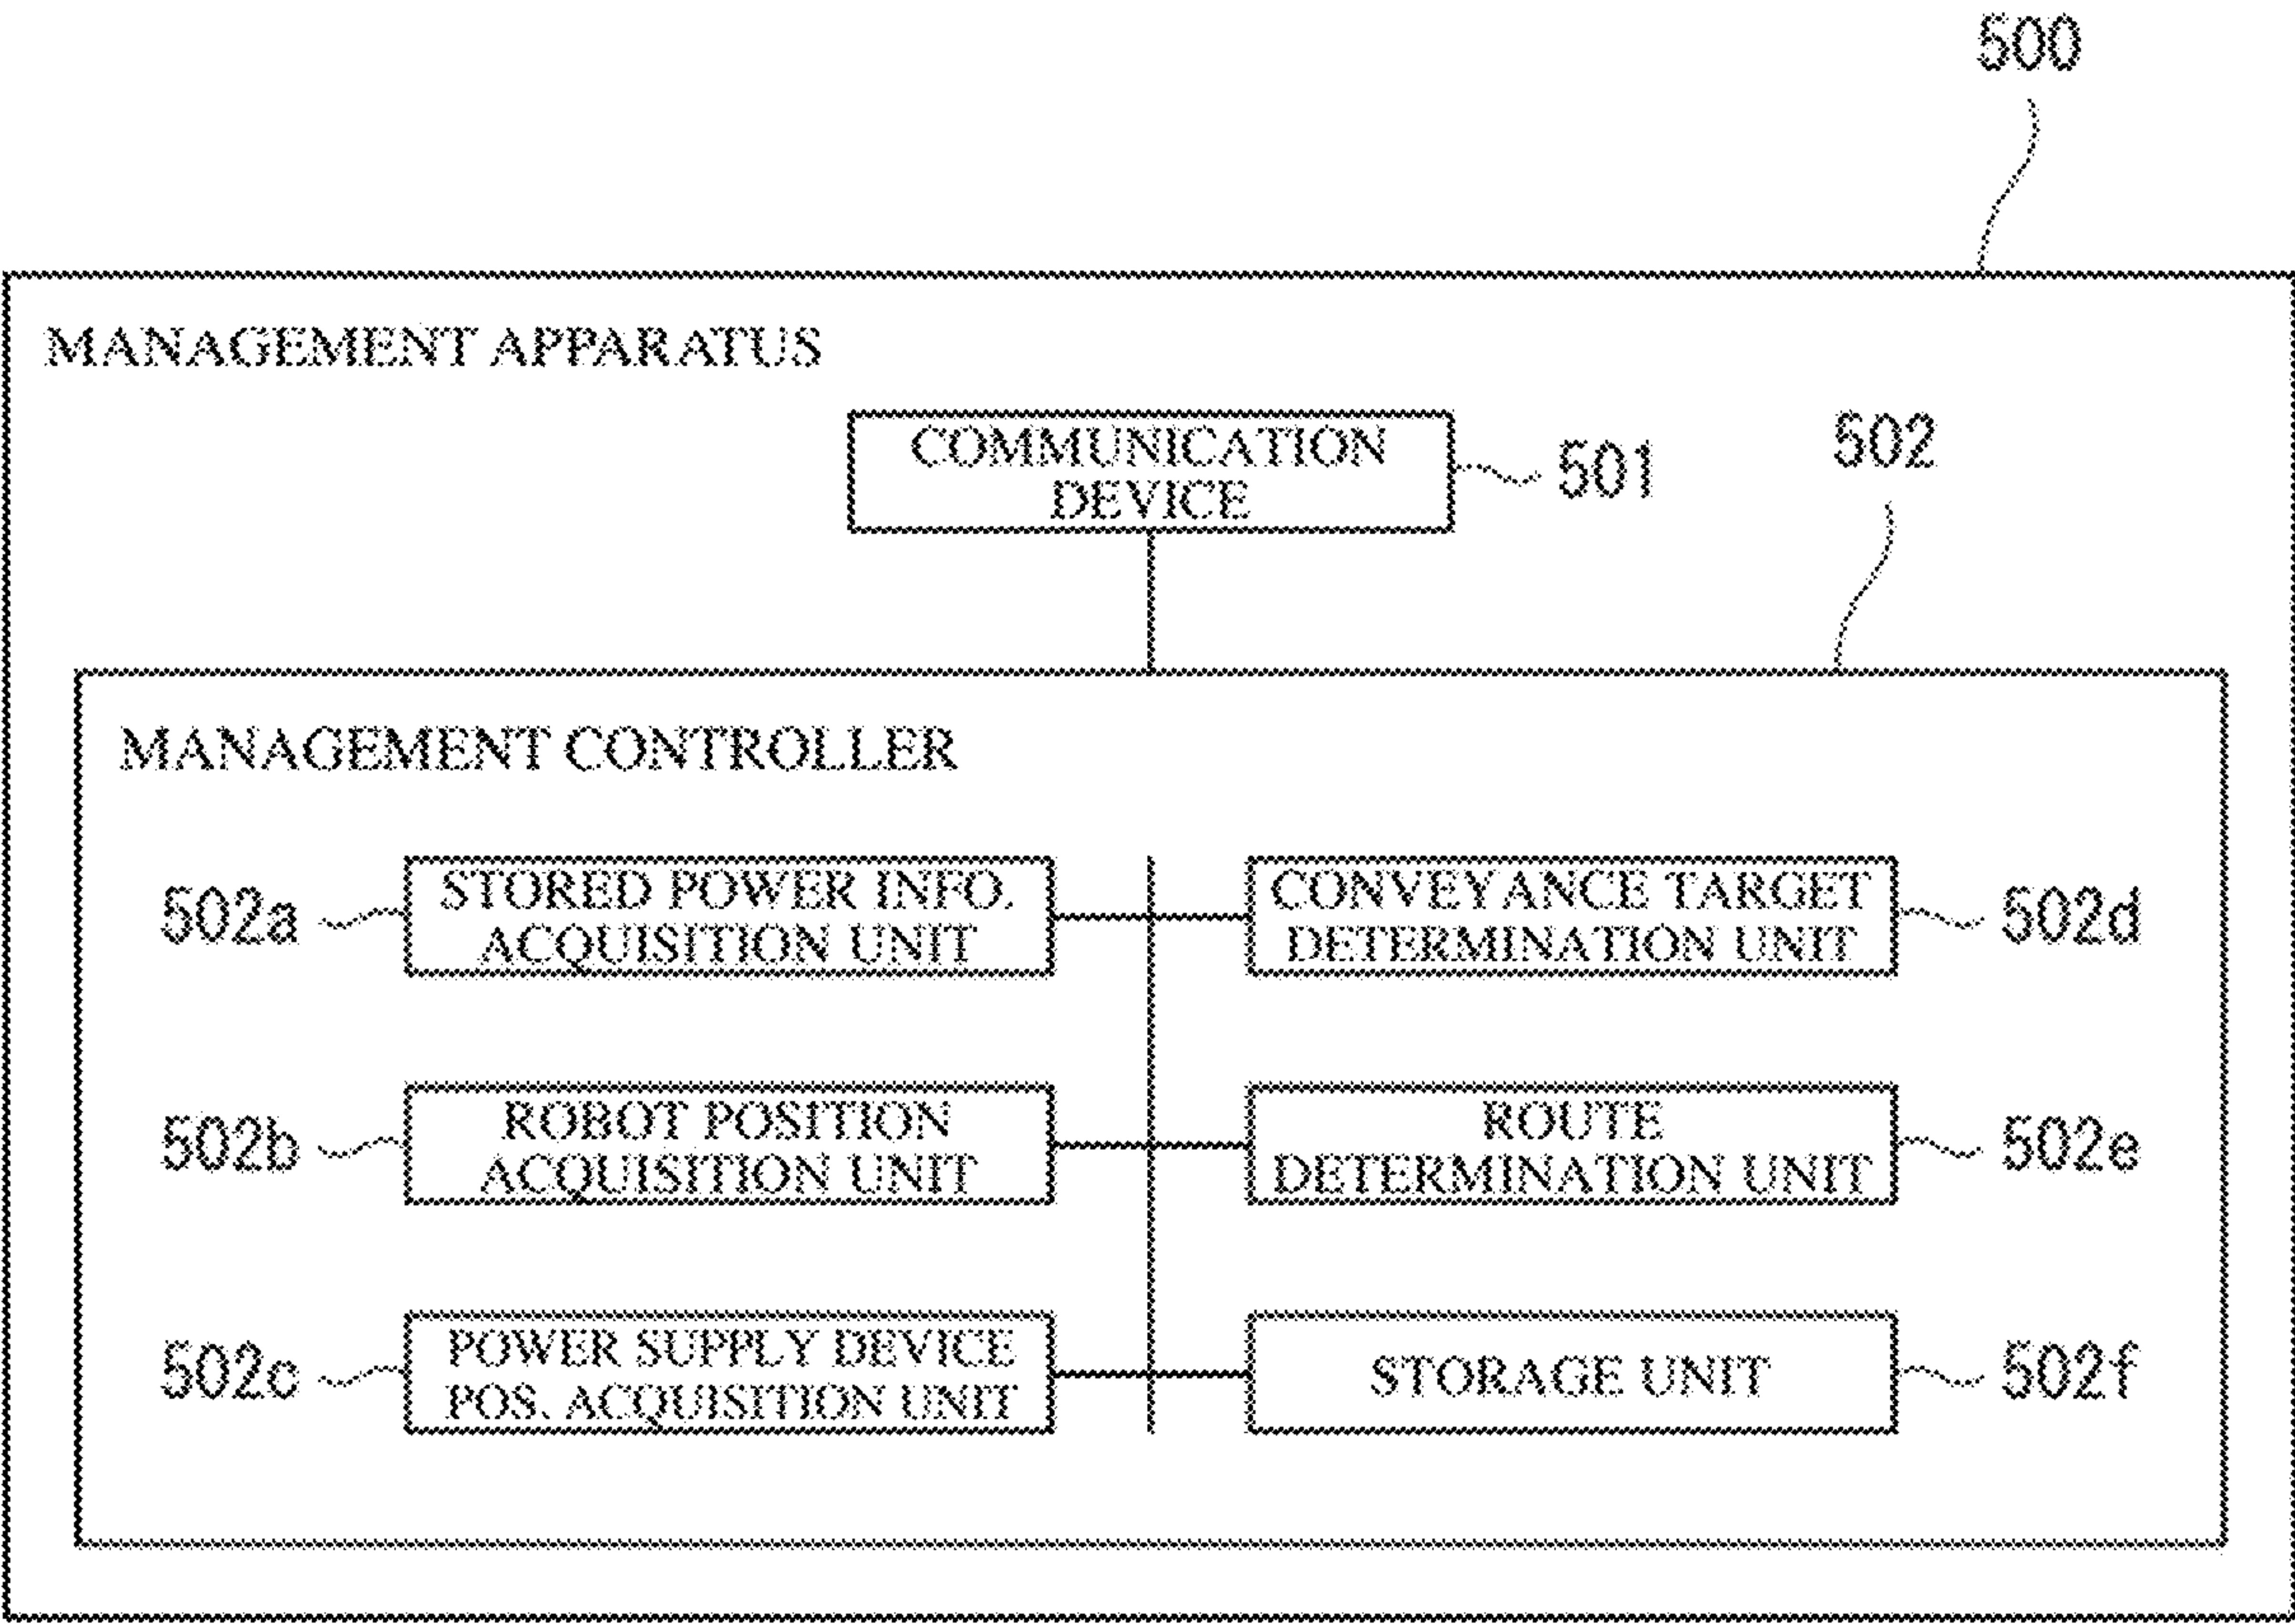 500
MANAGEMENT APPARATUS
COMMUNICATION
DEVICE
501
502
MANAGEMENT CONTROLLER
502a
STORED POWER INFO.
ACQUISITION UNIT
CONVEYANCE TARGET
DETERMINATION UNIT
502d
502b
ROBOT POSITION
ACQUISITION UNIT
ROUTE
DETERMINATION UNIT
502e
502c
POWER SUPPLY DEVICE
POS. ACQUISITION UNIT
STORAGE UNIT
502f